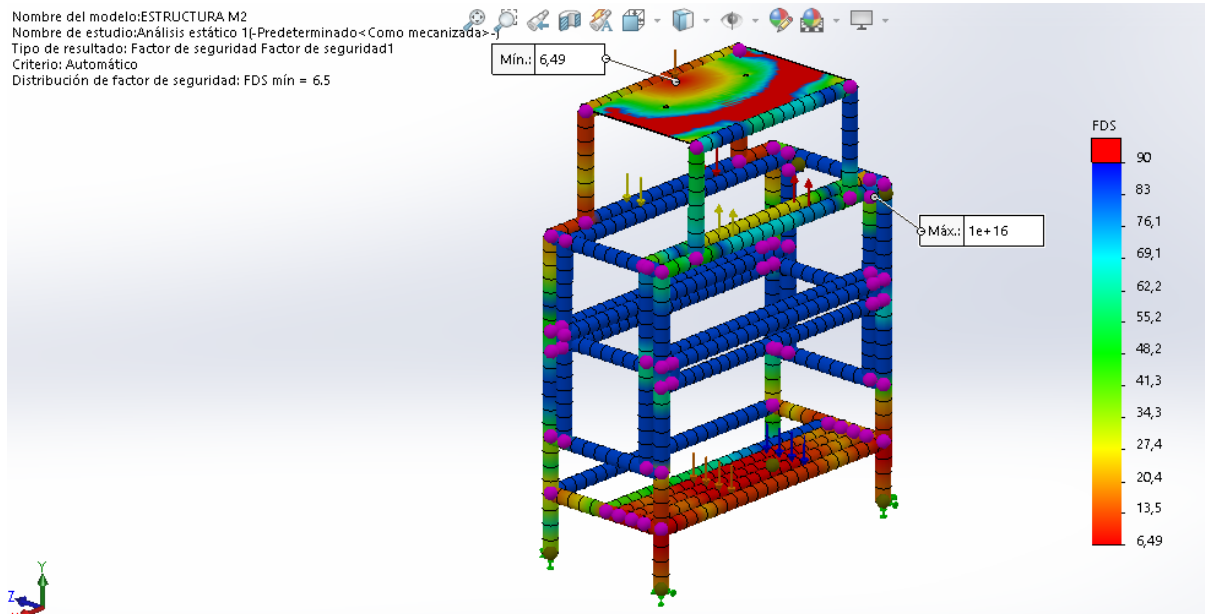 Nombre del modelo:ESTRUCTURA M2
Nombre de estudio:Análisis estático 1(-Predeterminado<Como mecanizada>-)
Tipo de resultado: Factor de seguridad Factor de seguridad1
Criterio: Automático
Distribución de factor de seguridad: FDS mín = 6.5
Mín.: 6,49
Máx.: 1e+16
FDS
90
83
76,1
69,1
62,2
55,2
48,2
41,3
34,3
27,4
20,4
13,5
6,49
Y
Z